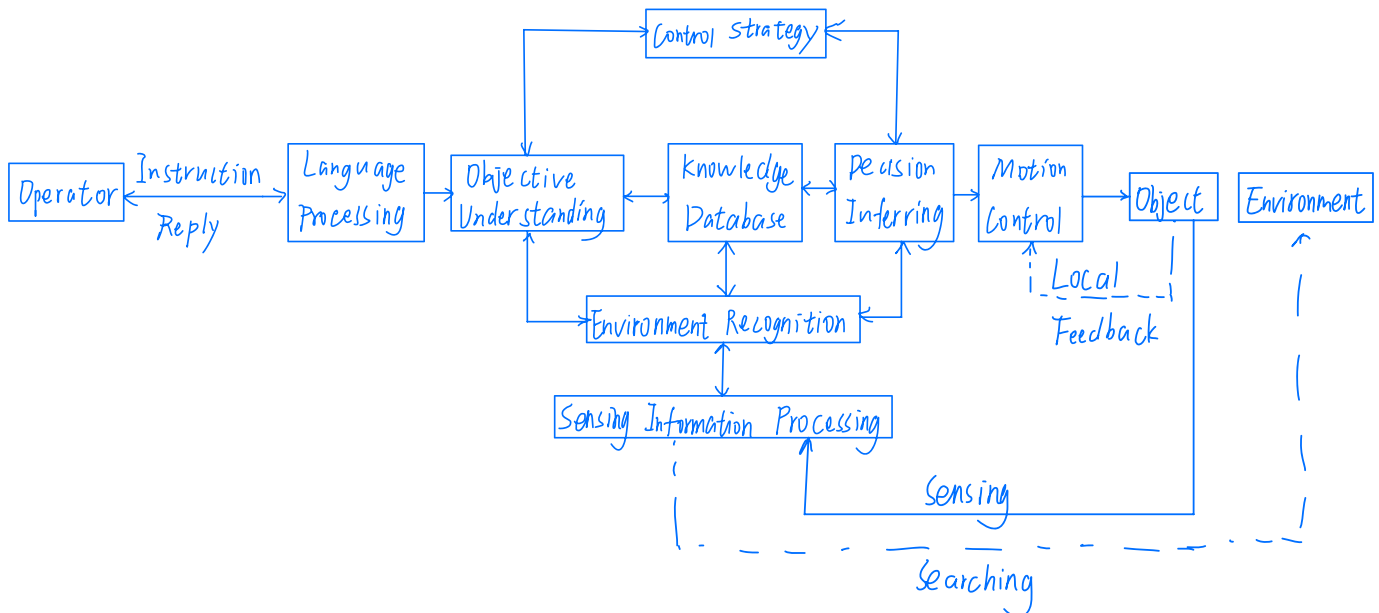 Control Strategy
Operator
Instruction
Reply
Language
Processing
Objective
Understanding
Knowledge
Database
Decision
Inferring
Motion
Control
Object
Environment
Local
Feedback
Environment Recognition
Sensing Information Processing
Sensing
Searching